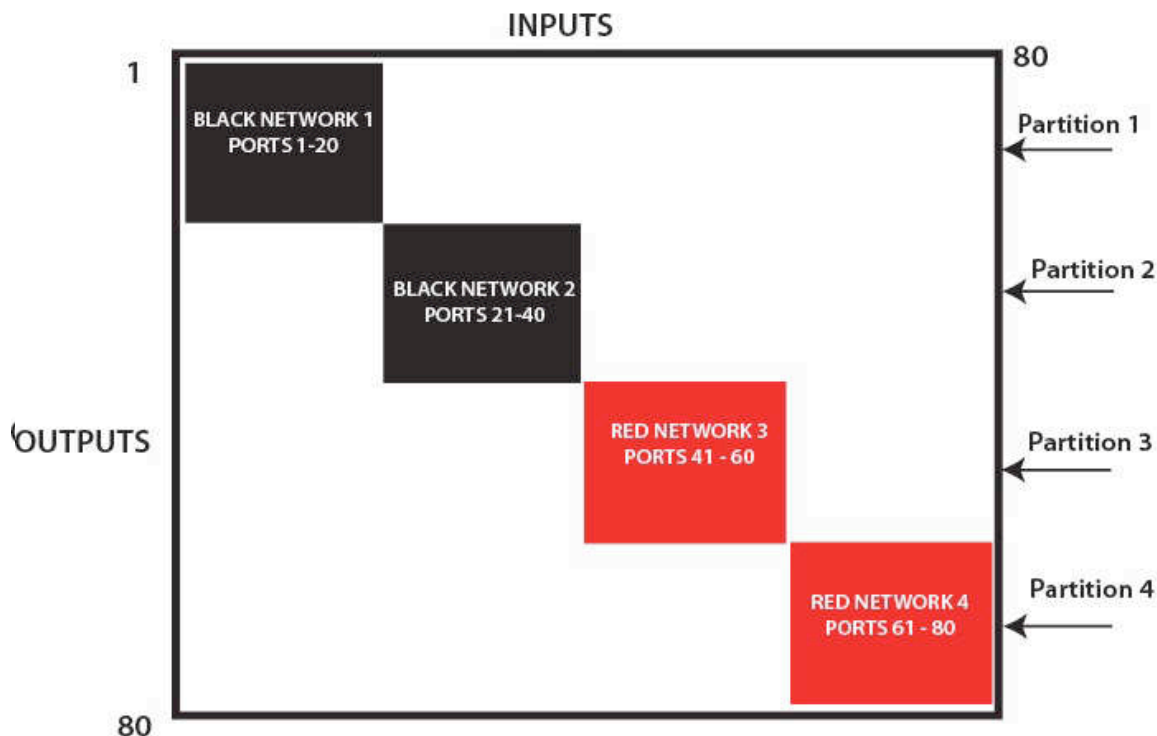 INPUTS
1
80
BLACK NETWORK 1
PORTS 1-20
Partition 1
BLACK NETWORK 2
PORTS 21-40
Partition 2
OUTPUTS
RED NETWORK 3
PORTS 41 - 60
Partition 3
RED NETWORK 4
PORTS 61 - 80
Partition 4
80